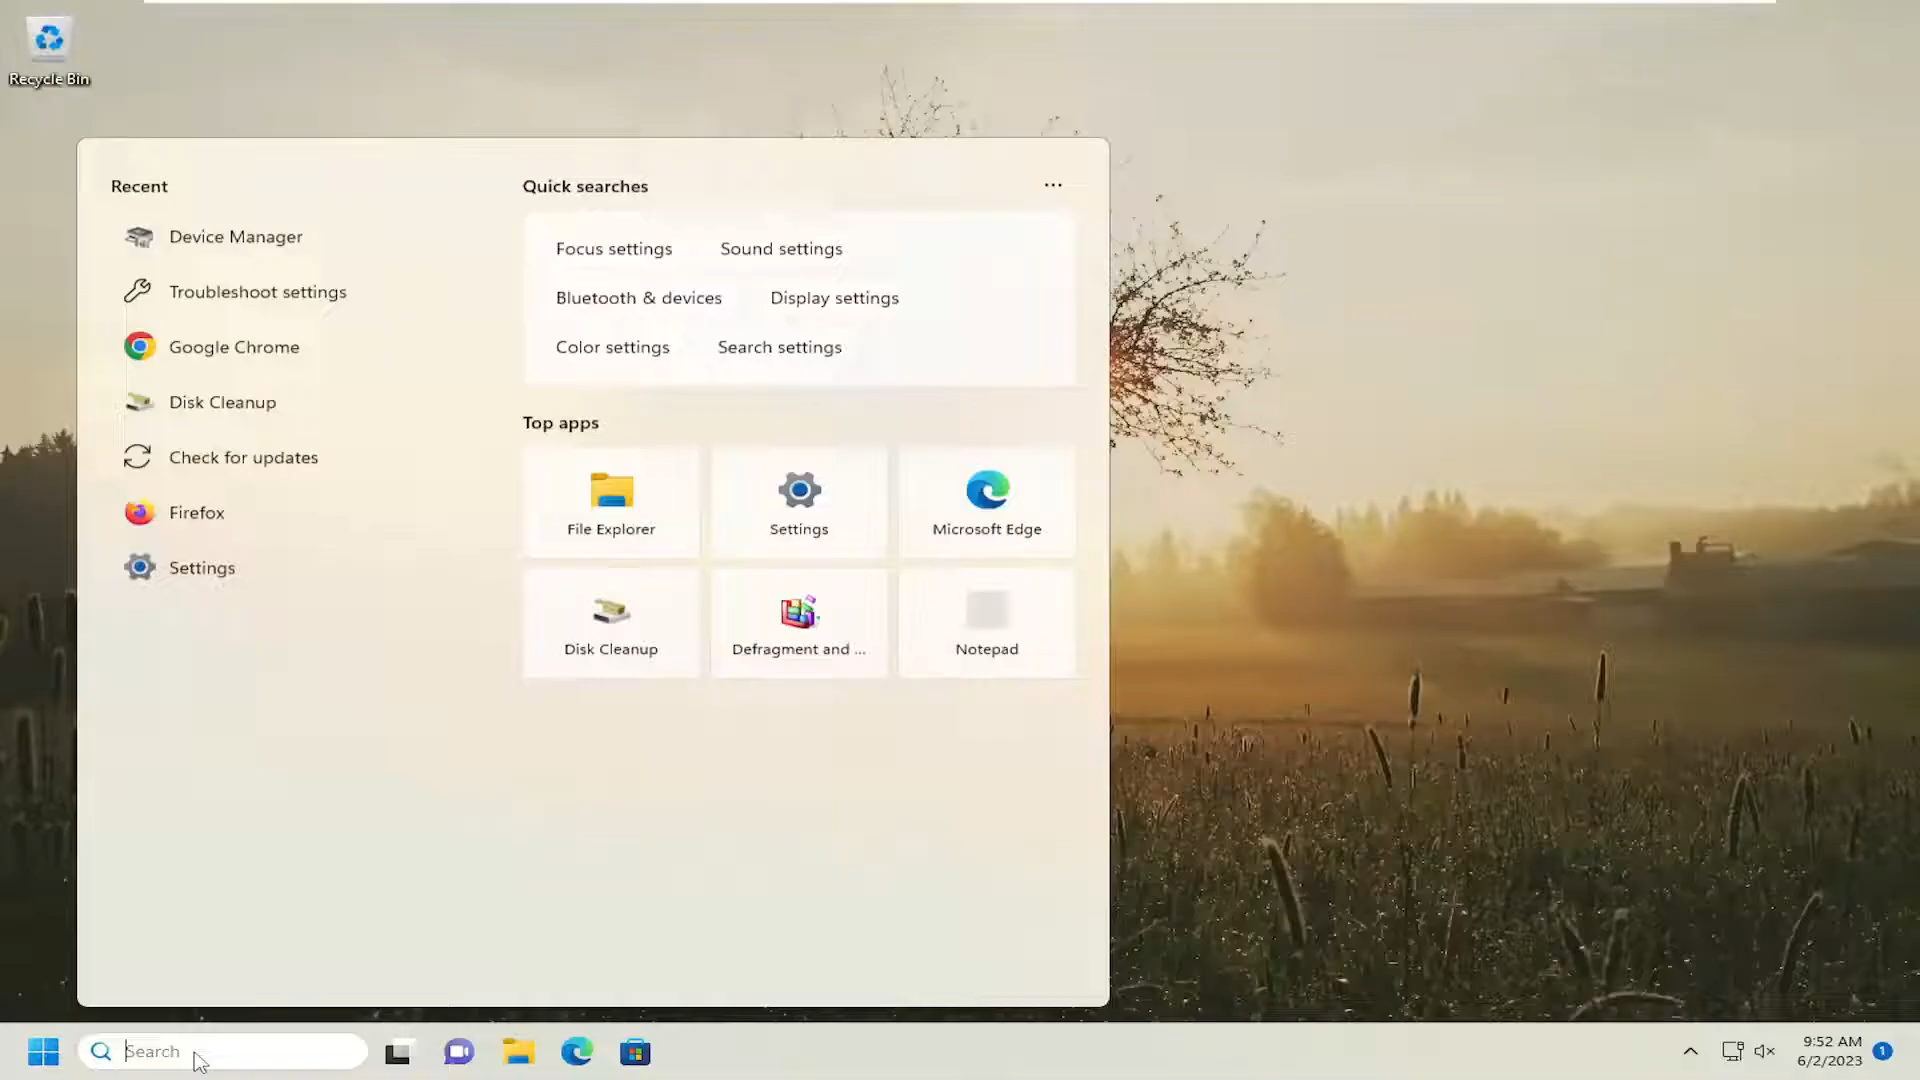 Recycle Bin
Recent
Device Manager
Troubleshoot settings
Google Chrome
Disk Cleanup
Check for updates
Firefox
Settings
Quick searches
Focus settings Sound settings
Bluetooth & devices Display settings
Color settings Search settings
Top apps
File Explorer Settings Microsoft Edge
Disk Cleanup Defragment and ... Notepad
Search
9:52 AM
6/2/2023
1